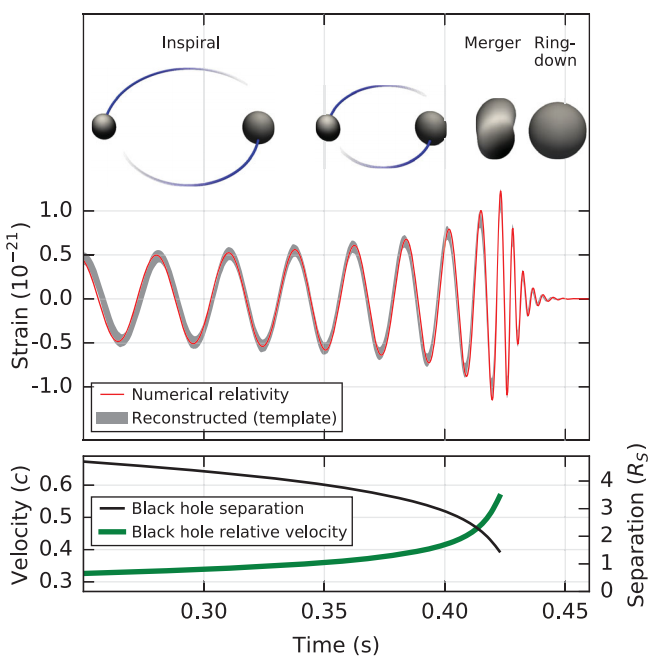 Inspiral
Merger
Ring-
down
Strain (10⁻²¹)
1.0
0.5
0.0
-0.5
-1.0
Numerical relativity
Reconstructed (template)
Velocity (c)
0.6
0.5
0.4
0.3
Black hole separation
Black hole relative velocity
4
3
2
1
0
Separation (R_S)
0.30
0.35
0.40
0.45
Time (s)